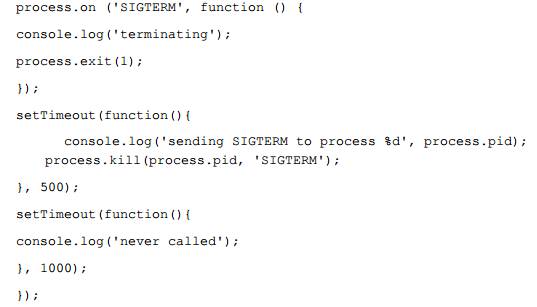 process.on ('SIGTERM', function () {
console.log('terminating');
process.exit(1);
});
setTimeout(function(){
console.log('sending SIGTERM to process %d', process.pid);
process.kill(process.pid, 'SIGTERM');
}, 500);
setTimeout(function(){
console.log('never called');
}, 1000);
});